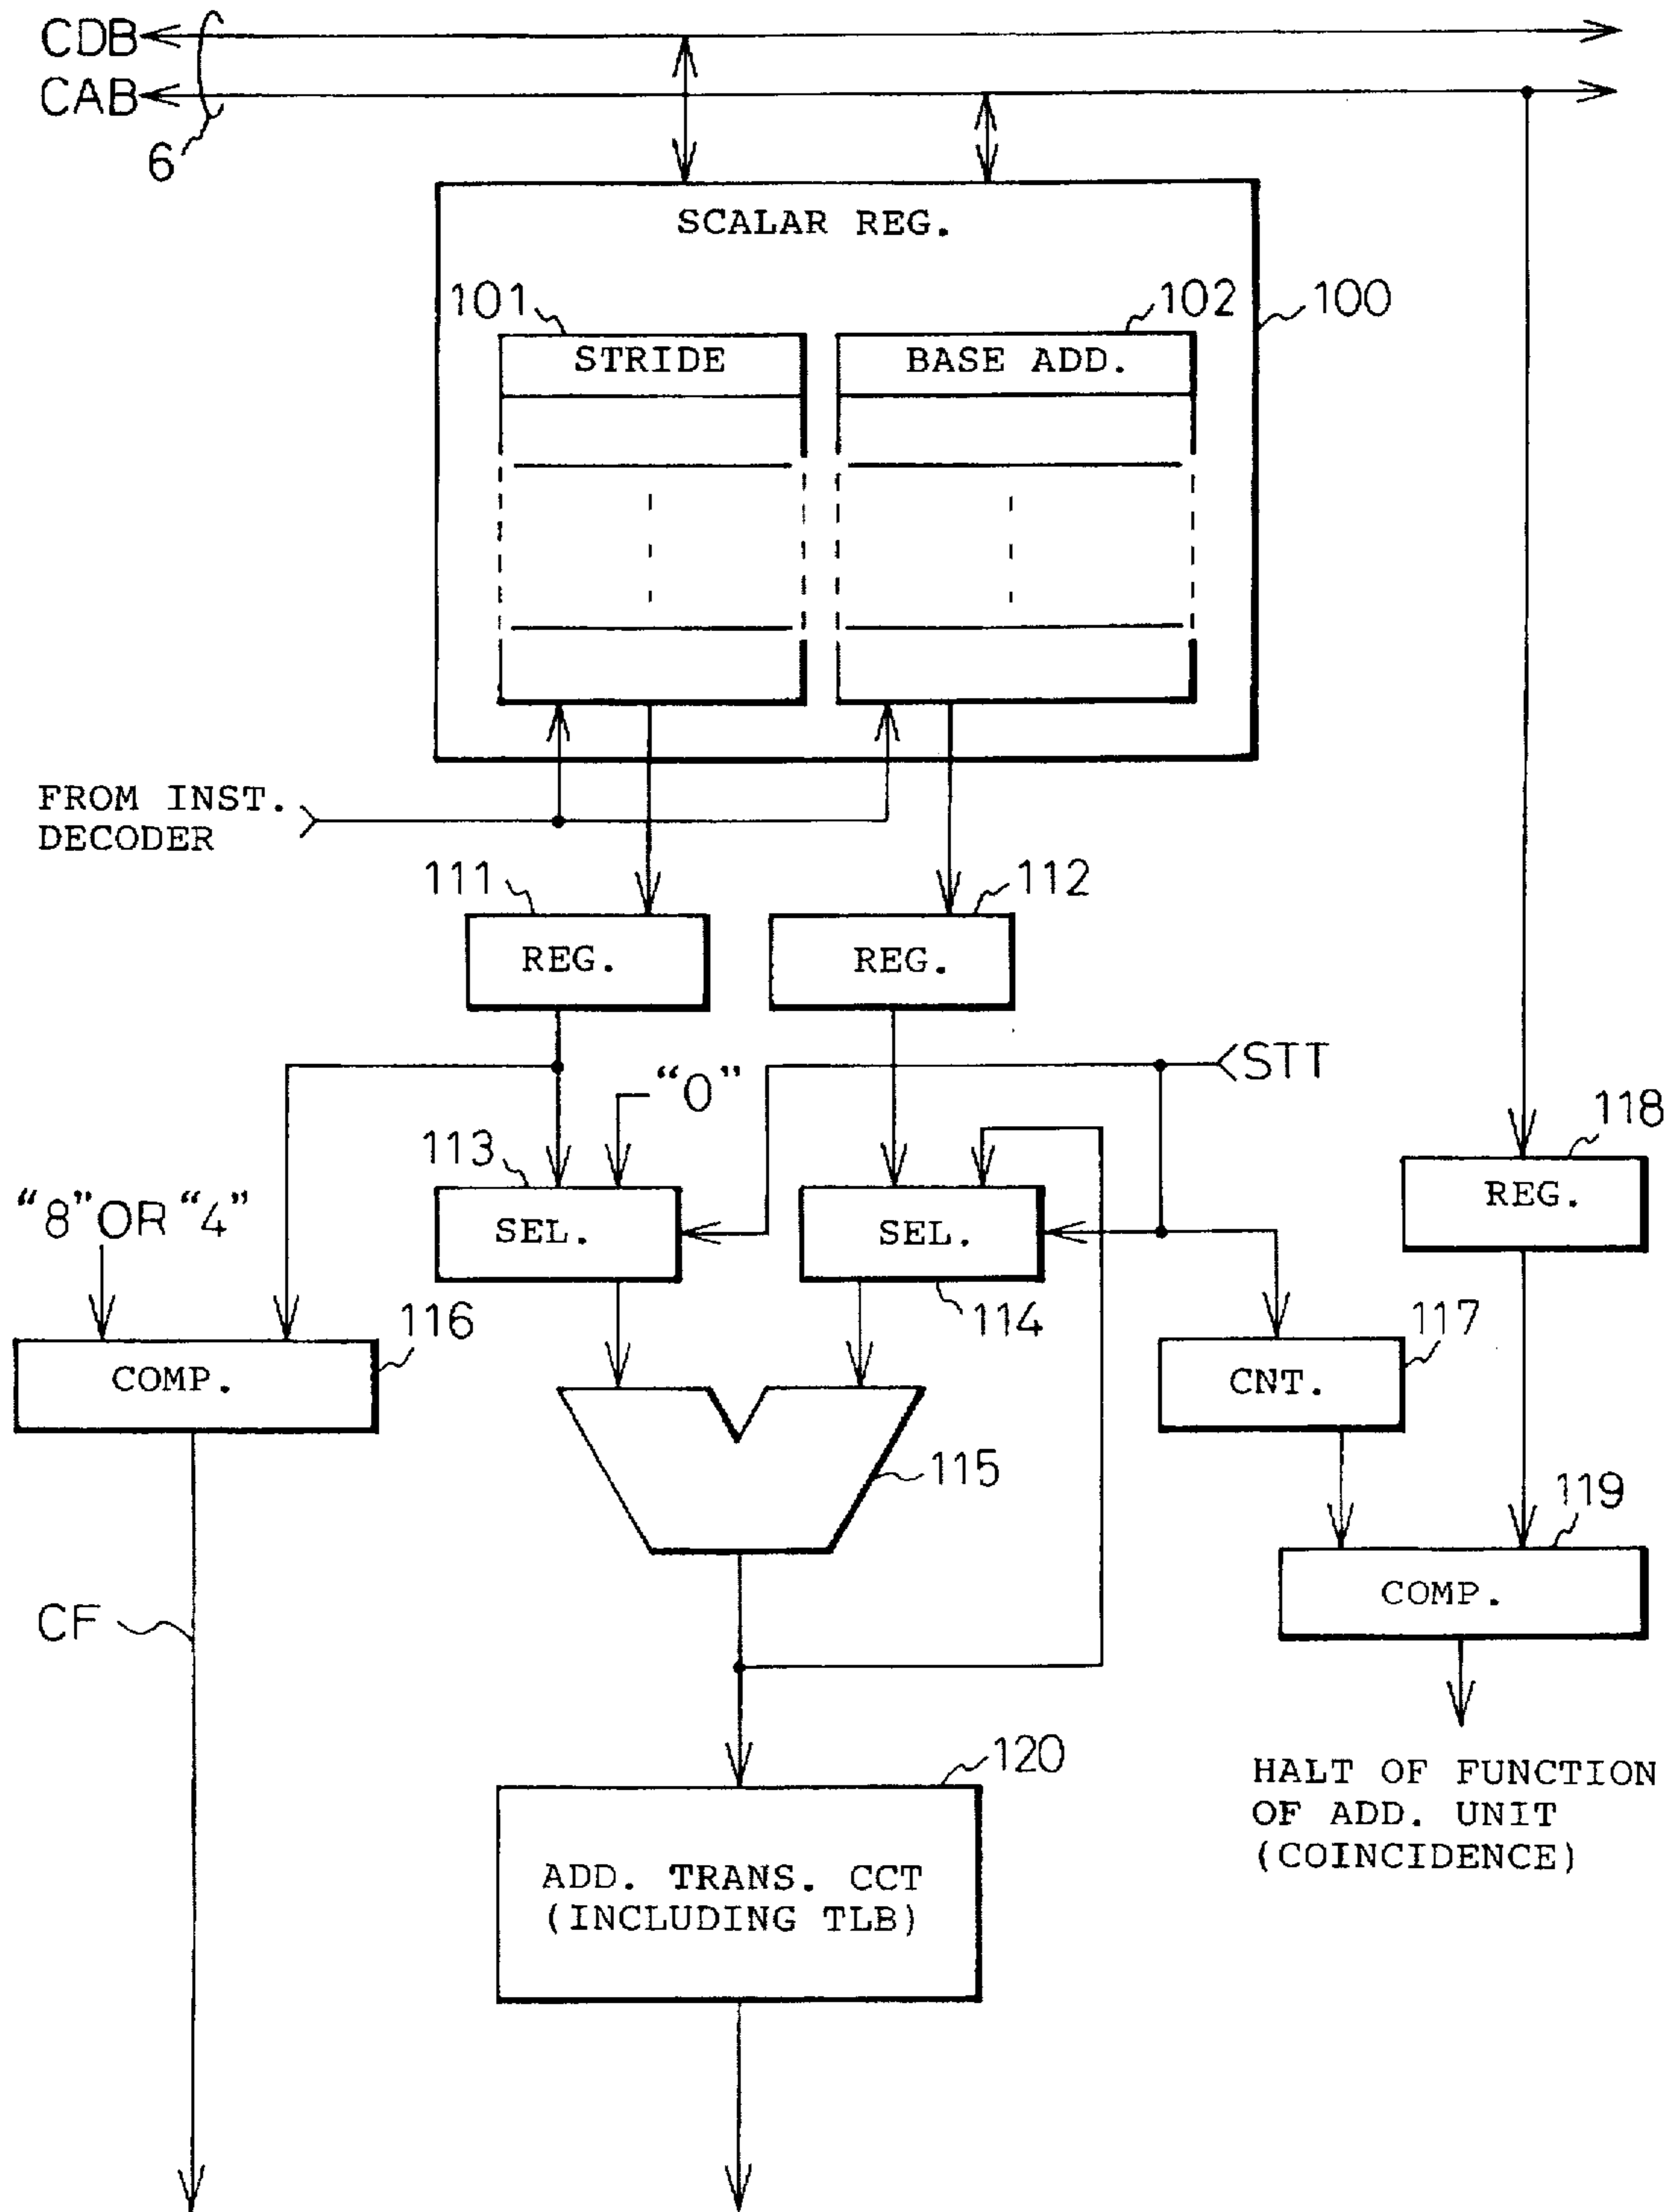 CDB
CAB
6
SCALAR REG.
101
102
100
STRIDE
BASE ADD.
FROM INST.
DECODER
111
112
REG.
REG.
"0"
STT
118
113
REG.
"8" OR "4"
SEL.
SEL.
116
114
117
COMP.
CNT.
115
119
COMP.
CF
120
HALT OF FUNCTION
OF ADD. UNIT
(COINCIDENCE)
ADD. TRANS. CCT
(INCLUDING TLB)